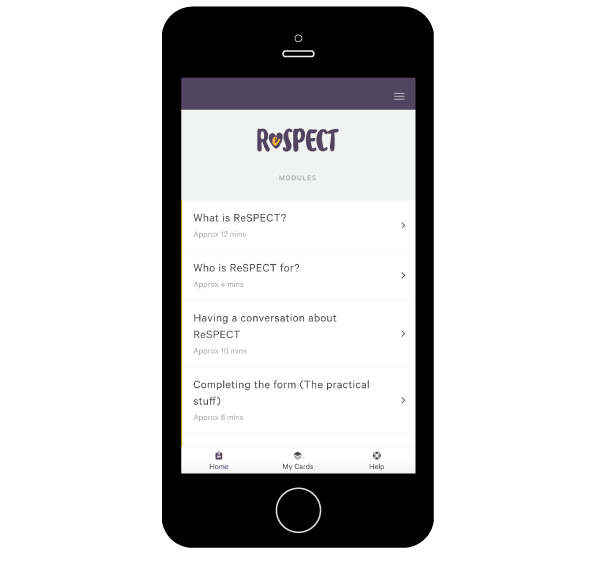 ReSPECT
MODULES
What is ReSPECT?
Approx 12 mins
Who is ReSPECT for?
Approx 4 mins
Having a conversation about
ReSPECT
Approx 10 mins
Completing the form (The practical
stuff)
Approx 8 mins
Home My Cards Help